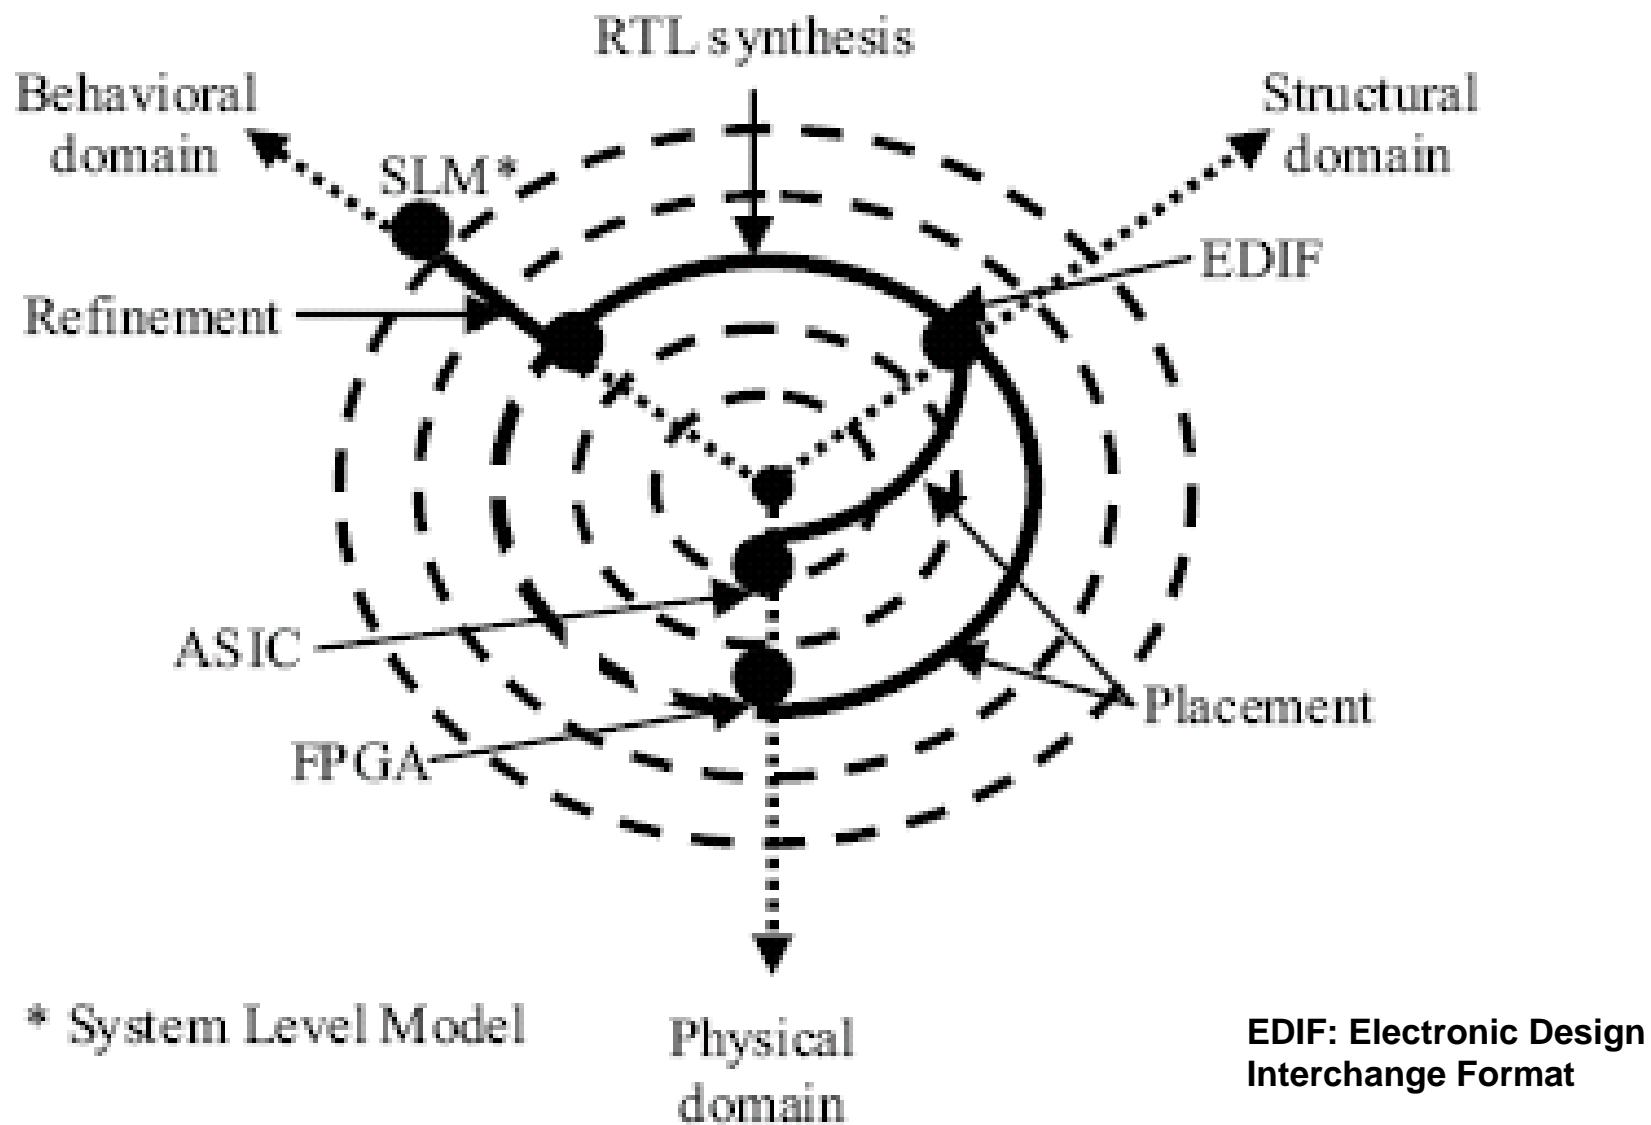 RTL synthesis
Behavioral
domain
Structural
domain
SLM*
EDIF
Refinement
ASIC
Placement
FPGA
* System Level Model
Physical
domain
EDIF: Electronic Design
Interchange Format